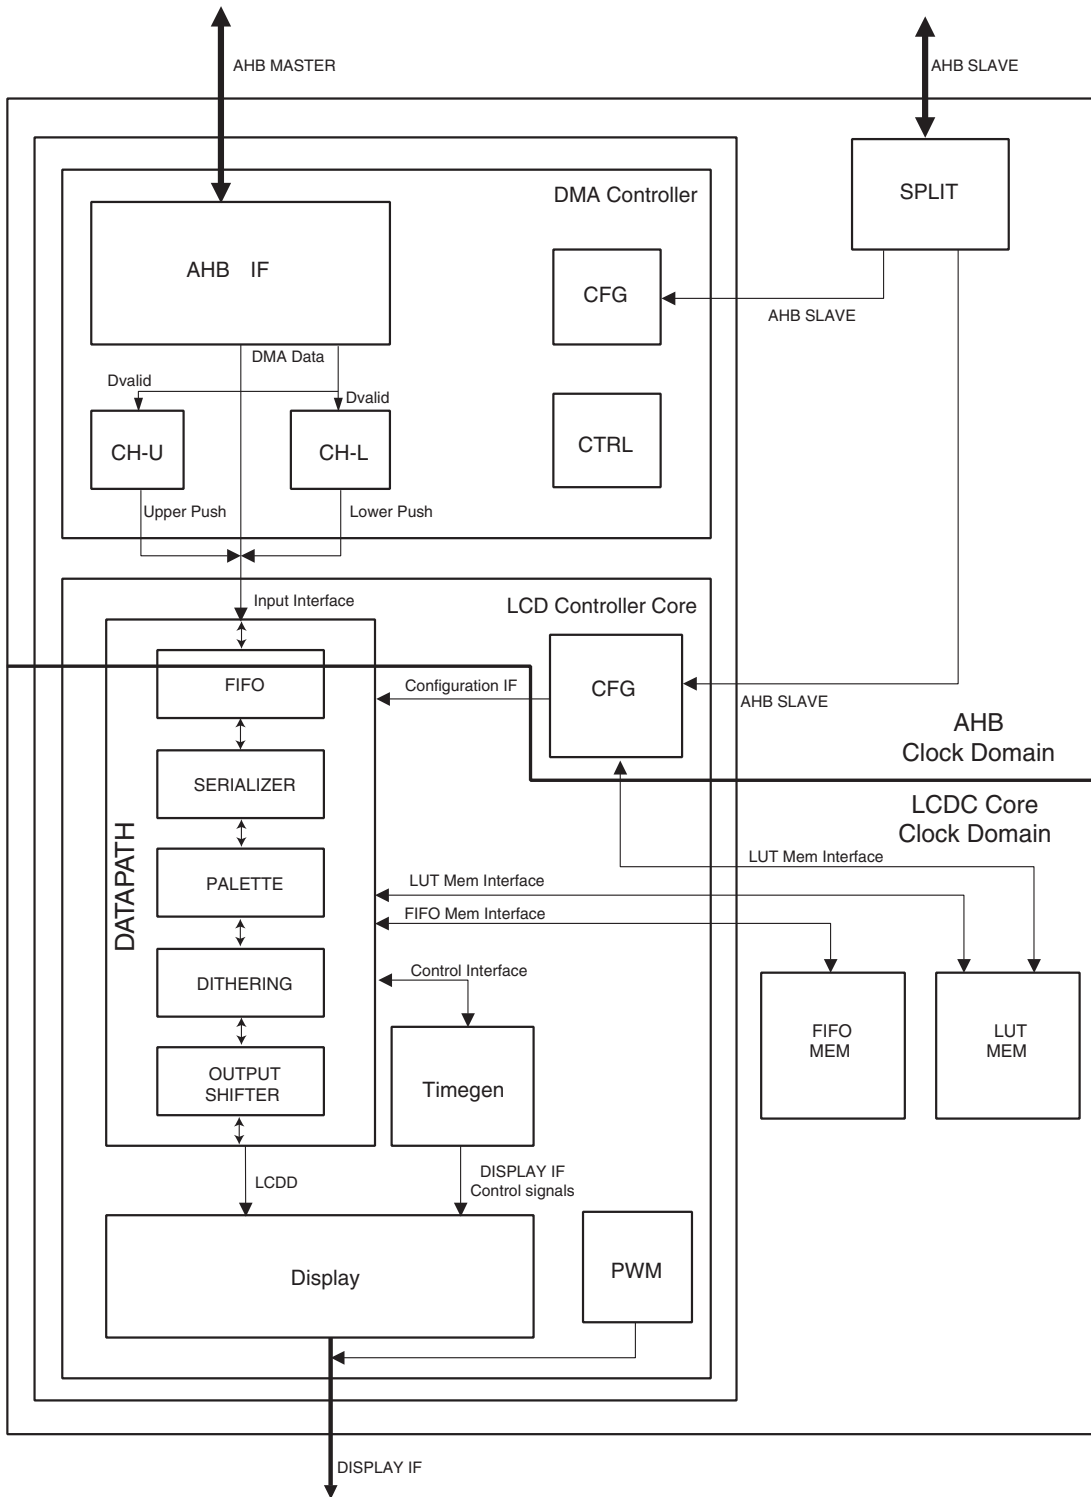 AHB MASTER
AHB SLAVE
DMA Controller
SPLIT
AHB IF
CFG
AHB SLAVE
DMA Data
Dvalid
Dvalid
CH-U
CH-L
CTRL
Upper Push
Lower Push
Input Interface
LCD Controller Core
FIFO
Configuration IF
CFG
AHB SLAVE
AHB
Clock Domain
SERIALIZER
LCDC Core
Clock Domain
DATAPATH
LUT Mem Interface
PALETTE
LUT Mem Interface
FIFO Mem Interface
DITHERING
Control Interface
FIFO
MEM
LUT
MEM
OUTPUT
SHIFTER
Timegen
LCDD
DISPLAY IF
Control signals
Display
PWM
DISPLAY IF